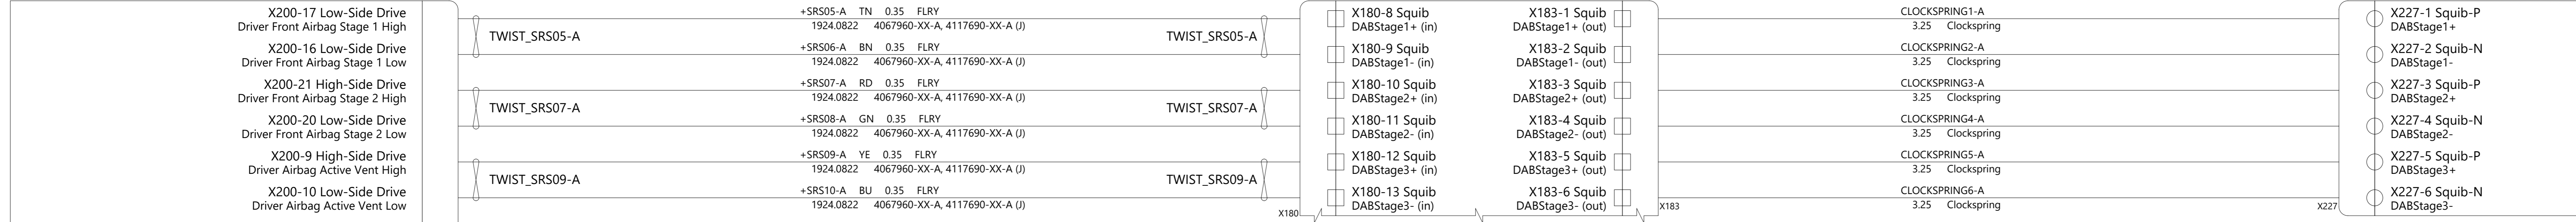 X200-17 Low-Side Drive
Driver Front Airbag Stage 1 High
X200-16 Low-Side Drive
Driver Front Airbag Stage 1 Low
X200-21 High-Side Drive
Driver Front Airbag Stage 2 High
X200-20 Low-Side Drive
Driver Front Airbag Stage 2 Low
X200-9 High-Side Drive
Driver Airbag Active Vent High
X200-10 Low-Side Drive
Driver Airbag Active Vent Low
TWIST_SRS05-A
TWIST_SRS07-A
TWIST_SRS09-A
+SRS05-A TN 0.35 FLRY
1924.0822 4067960-XX-A, 4117690-XX-A (J)
+SRS06-A BN 0.35 FLRY
1924.0822 4067960-XX-A, 4117690-XX-A (J)
+SRS07-A RD 0.35 FLRY
1924.0822 4067960-XX-A, 4117690-XX-A (J)
+SRS08-A GN 0.35 FLRY
1924.0822 4067960-XX-A, 4117690-XX-A (J)
+SRS09-A YE 0.35 FLRY
1924.0822 4067960-XX-A, 4117690-XX-A (J)
+SRS10-A BU 0.35 FLRY
1924.0822 4067960-XX-A, 4117690-XX-A (J)
TWIST_SRS05-A
TWIST_SRS07-A
TWIST_SRS09-A
X180
X180-8 Squib
DABStage1+ (in)
X180-9 Squib
DABStage1- (in)
X180-10 Squib
DABStage2+ (in)
X180-11 Squib
DABStage2- (in)
X180-12 Squib
DABStage3+ (in)
X180-13 Squib
DABStage3- (in)
X183-1 Squib
DABStage1+ (out)
X183-2 Squib
DABStage1- (out)
X183-3 Squib
DABStage2+ (out)
X183-4 Squib
DABStage2- (out)
X183-5 Squib
DABStage3+ (out)
X183-6 Squib
DABStage3- (out)
X183
CLOCKSPRING1-A
3.25 Clockspring
CLOCKSPRING2-A
3.25 Clockspring
CLOCKSPRING3-A
3.25 Clockspring
CLOCKSPRING4-A
3.25 Clockspring
CLOCKSPRING5-A
3.25 Clockspring
CLOCKSPRING6-A
3.25 Clockspring
X227
X227-1 Squib-P
DABStage1+
X227-2 Squib-N
DABStage1-
X227-3 Squib-P
DABStage2+
X227-4 Squib-N
DABStage2-
X227-5 Squib-P
DABStage3+
X227-6 Squib-N
DABStage3-